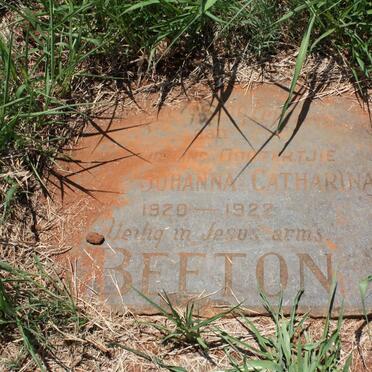 DOGTERTJIE
JOHANNA CATHARINA
1920 — 1922
Veilig in Jesus arms
BEETON